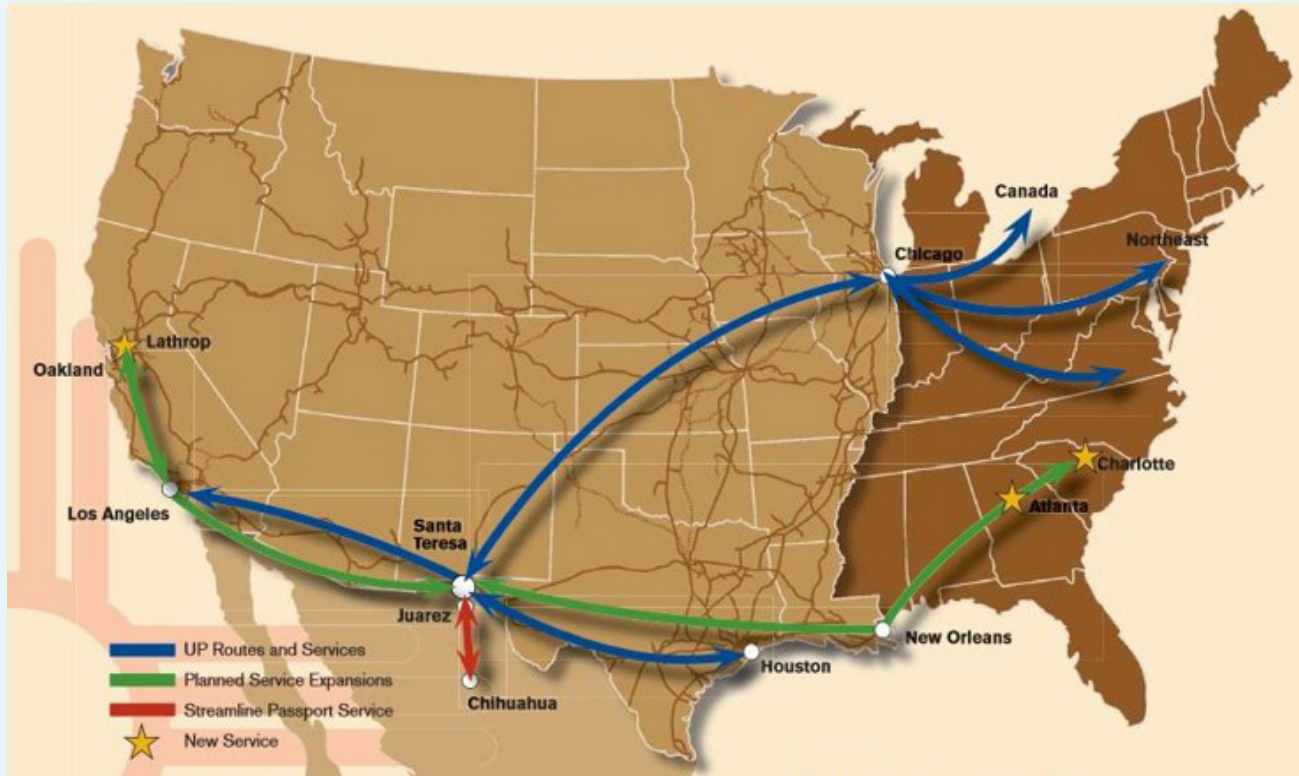 Canada
Northeast
Chicago
Lathrop
Oakland
Charlotte
Atlanta
Los Angeles
Santa
Teresa
Juarez
New Orleans
Houston
Chihuahua
UP Routes and Services
Planned Service Expansions
Streamline Passport Service
New Service